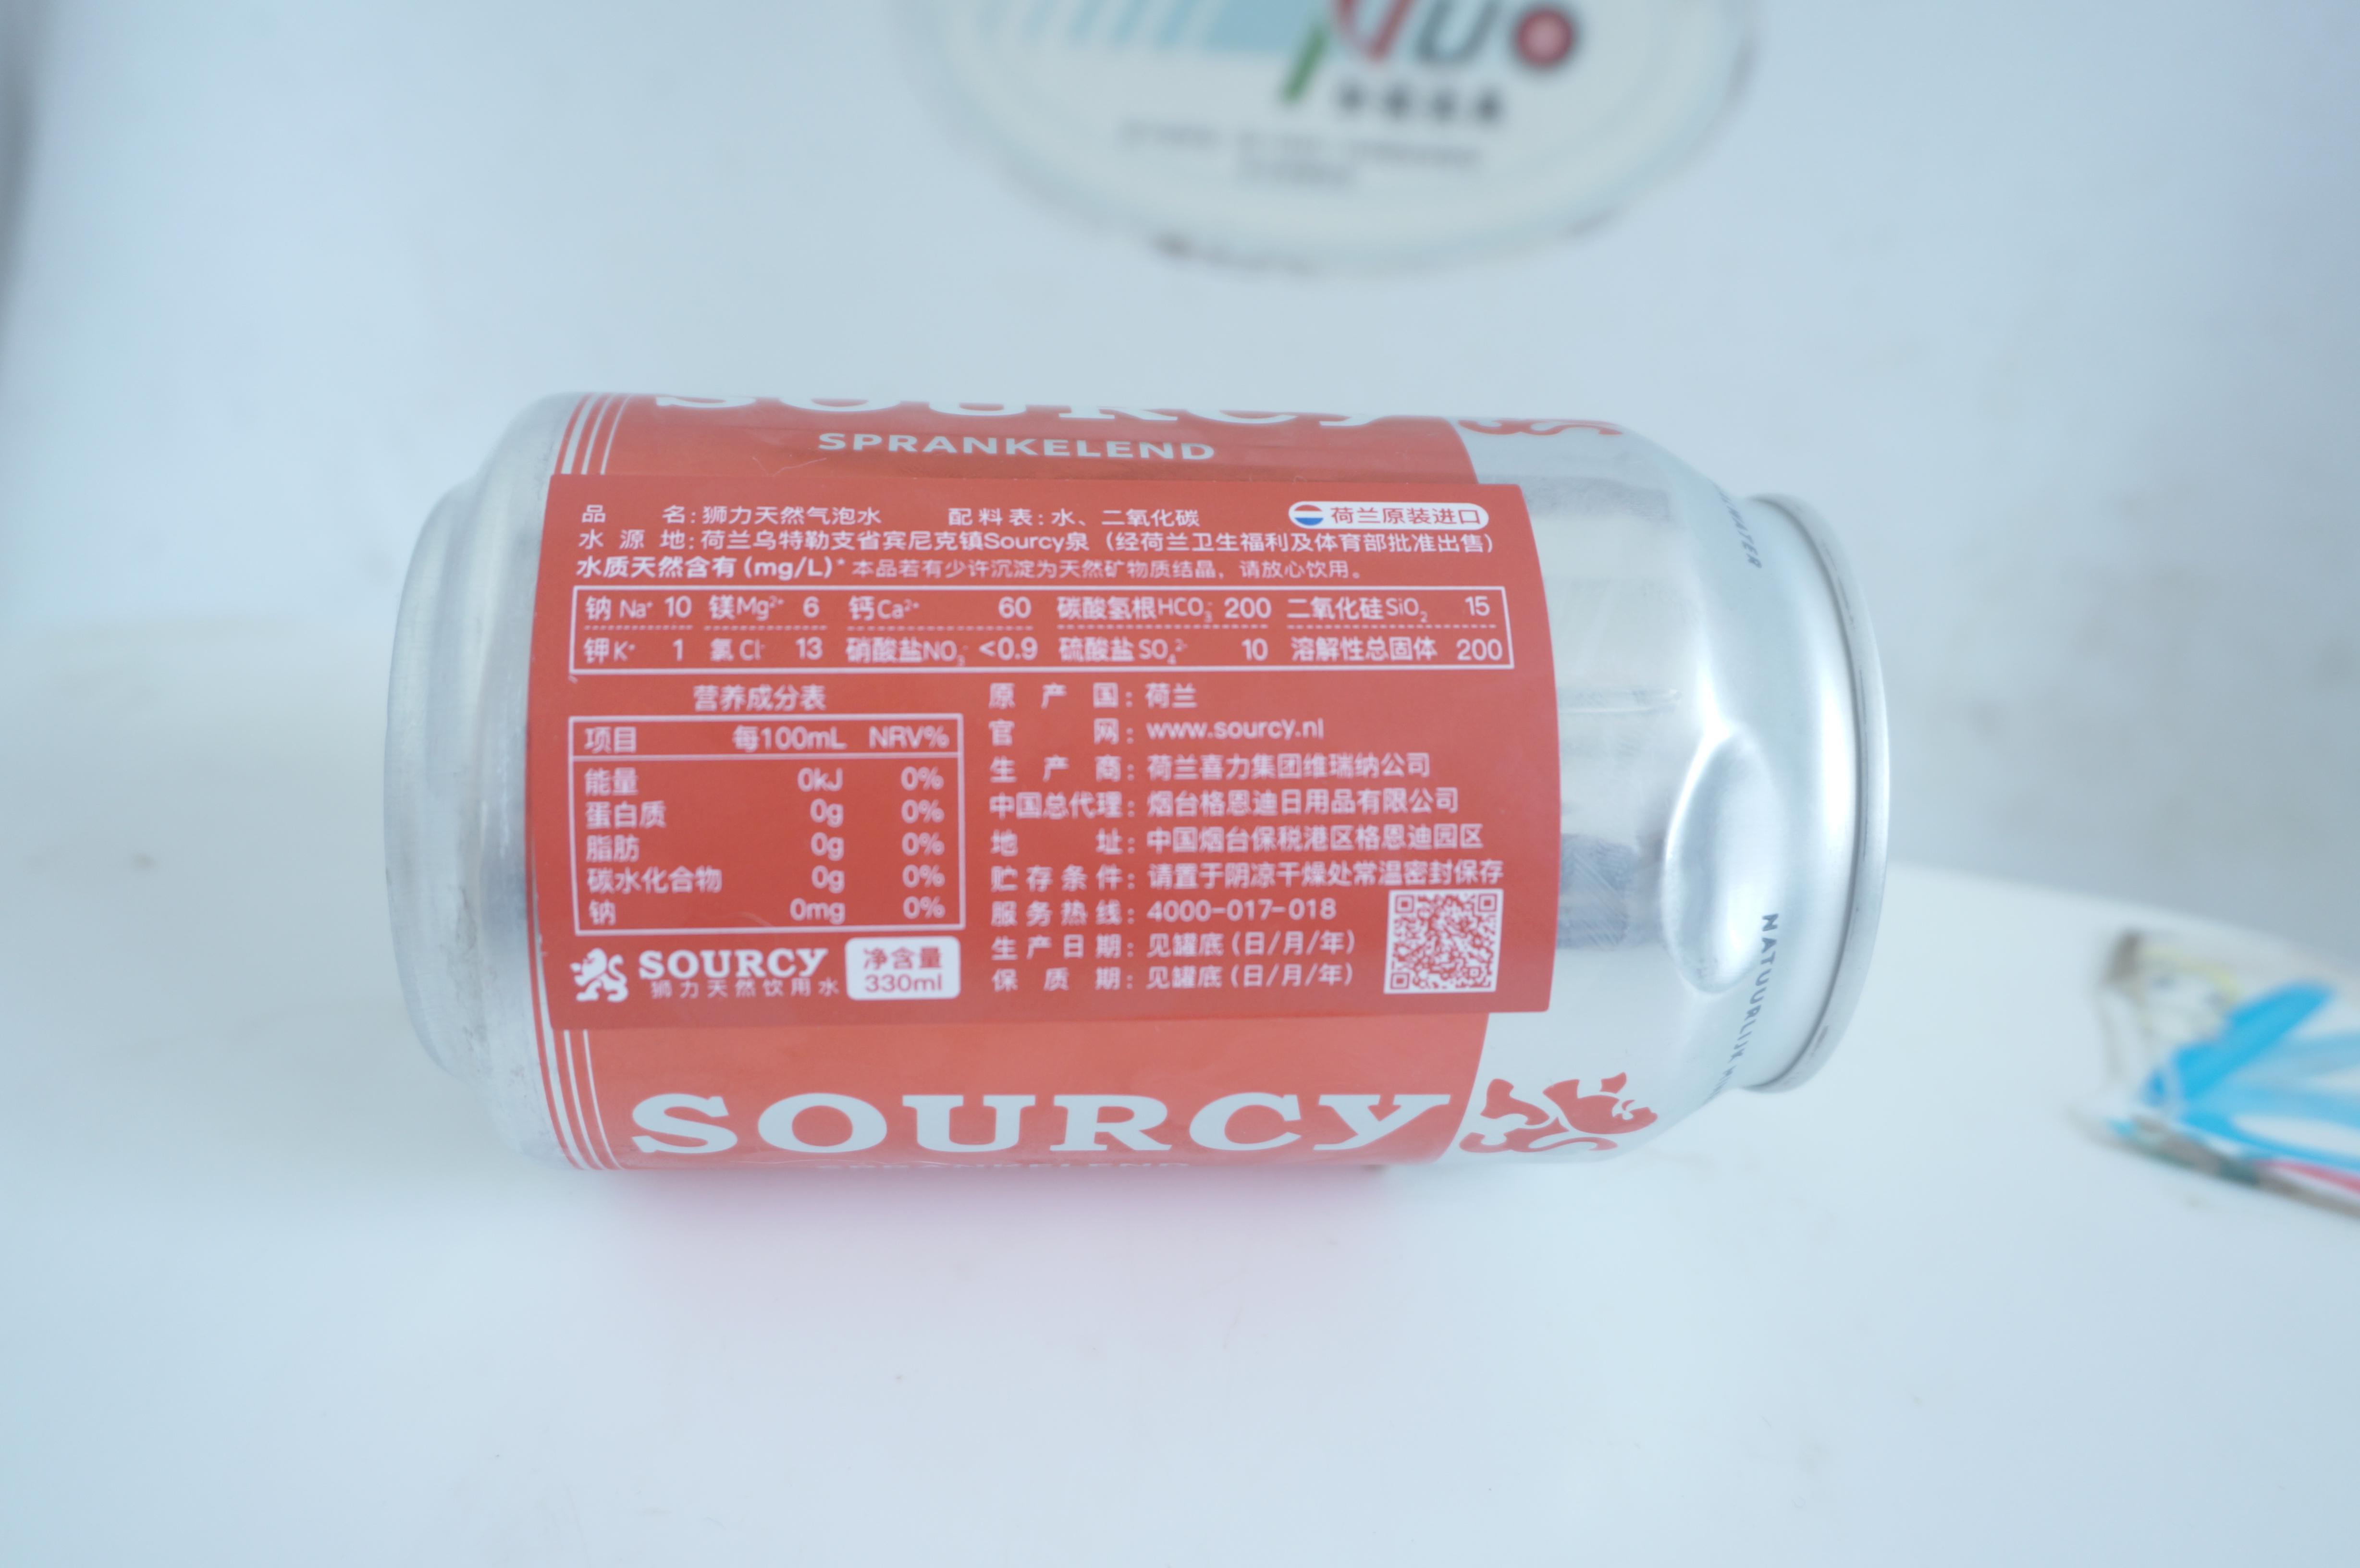 SOURCY
SPRANKELEND
品 名:狮力天然气泡水 配料表:水、二氧化碳 荷兰原装进口
水 源 地:荷兰乌特勒支省宾尼克镇Sourcy泉(经荷兰卫生福利及体育部批准出售)
水质天然含有(mg/L)*本品若有少许沉淀为天然矿物质结晶,请放心饮用。
钠Na⁺ 10 镁Mg²⁺ 6 钙Ca²⁺ 60 碳酸氢根HCO₃⁻ 200 二氧化硅SiO₂ 15
钾K⁺ 1 氯Cl⁻ 13 硝酸盐NO₃⁻ <0.9 硫酸盐SO₄²⁻ 10 溶解性总固体 200
营养成分表
项目 每100mL NRV%
能量 0kJ 0%
蛋白质 0g 0%
脂肪 0g 0%
碳水化合物 0g 0%
钠 0mg 0%
SOURCY
狮力天然饮用水
净含量
330ml
原 产 国:荷兰
官 网:www.sourcy.nl
生 产 商:荷兰喜力集团维瑞纳公司
中国总代理:烟台格恩迪日用品有限公司
地 址:中国烟台保税港区格恩迪园区
贮存条件:请置于阴凉干燥处常温密封保存
服务热线:4000-017-018
生产日期:见罐底(日/月/年)
保 质 期:见罐底(日/月/年)
SOURCY
SPRANKELEND
NATUURLIJK